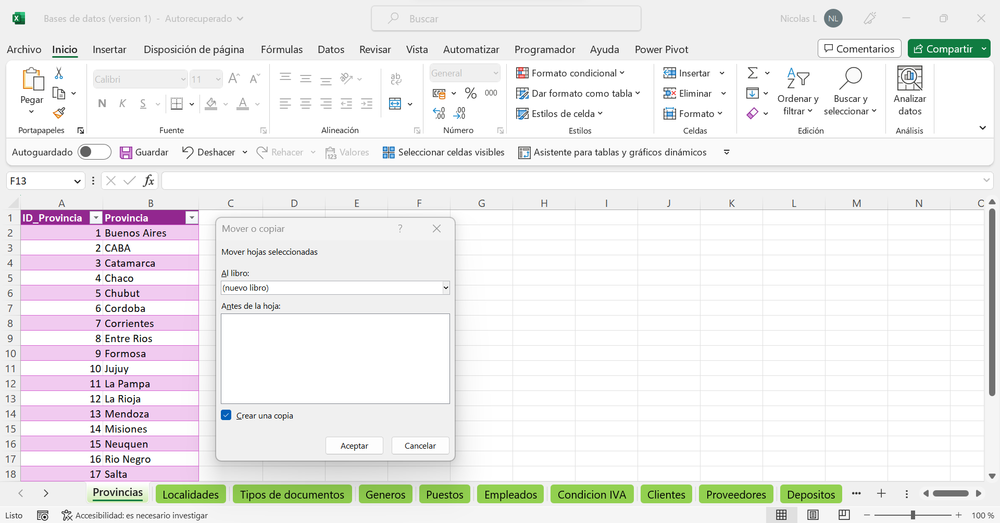 Bases de datos (version 1) - Autorecuperado
Buscar
Nicolas L NL
Archivo Inicio Insertar Disposición de página Fórmulas Datos Revisar Vista Automatizar Programador Ayuda Power Pivot Comentarios Compartir
Pegar
Portapapeles
Calibri 11
N K S A
Fuente
Alineación
ab
General
% 000
Número
Formato condicional
Dar formato como tabla
Estilos de celda
Estilos
Insertar
Eliminar
Formato
Celdas
Ordenar y filtrar
Buscar y seleccionar
Edición
Analizar datos
Análisis
Autoguardado Guardar Deshacer Rehacer Valores Seleccionar celdas visibles Asistente para tablas y gráficos dinámicos
F13 fx
A B C D E F G H I J K L M N O
1 ID_Provincia Provincia
2 1 Buenos Aires
3 2 CABA
4 3 Catamarca
5 4 Chaco
6 5 Chubut
7 6 Cordoba
8 7 Corrientes
9 8 Entre Rios
10 9 Formosa
11 10 Jujuy
12 11 La Pampa
13 12 La Rioja
14 13 Mendoza
15 14 Misiones
16 15 Neuquen
17 16 Rio Negro
18 17 Salta
Mover o copiar ?
Mover hojas seleccionadas
Al libro:
(nuevo libro)
Antes de la hoja:
Crear una copia
Aceptar Cancelar
Provincias Localidades Tipos de documentos Generos Puestos Empleados Condicion IVA Clientes Proveedores Depositos ...
Listo Accesibilidad: es necesario investigar 100 %